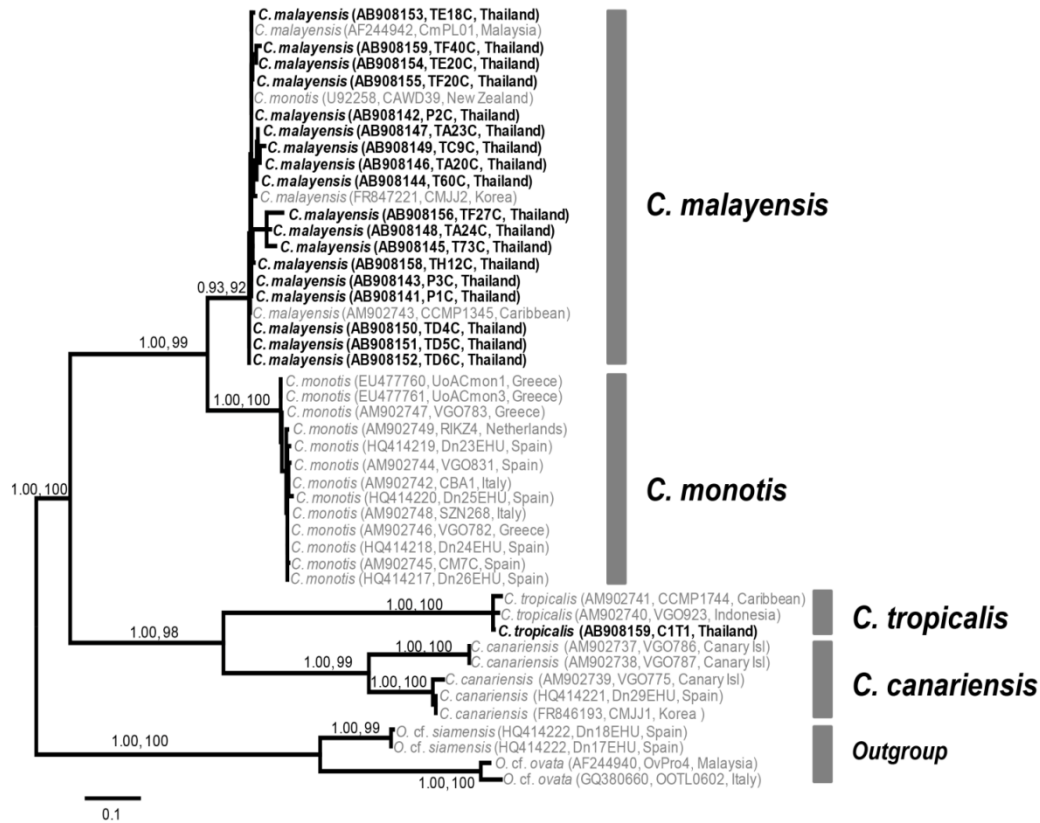 C. malayensis (AB908153, TE18C, Thailand)
C. malayensis (AF244942, CmPL01, Malaysia)
C. malayensis (AB908159, TF40C, Thailand)
C. malayensis (AB908154, TE20C, Thailand)
C. malayensis (AB908155, TF20C, Thailand)
C. monotis (U92258, CAWD39, New Zealand)
C. malayensis (AB908142, P2C, Thailand)
C. malayensis (AB908147, TA23C, Thailand)
C. malayensis (AB908149, TC9C, Thailand)
C. malayensis (AB908146, TA20C, Thailand)
C. malayensis (AB908144, T60C, Thailand)
C. malayensis (FR847221, CMJJ2, Korea)
C. malayensis (AB908156, TF27C, Thailand)
C. malayensis (AB908148, TA24C, Thailand)
C. malayensis (AB908145, T73C, Thailand)
C. malayensis (AB908158, TH12C, Thailand)
C. malayensis (AB908143, P3C, Thailand)
C. malayensis (AB908141, P1C, Thailand)
C. malayensis (AM902743, CCMP1345, Caribbean)
C. malayensis (AB908150, TD4C, Thailand)
C. malayensis (AB908151, TD5C, Thailand)
C. malayensis (AB908152, TD6C, Thailand)
C. malayensis
0.93, 92
1.00, 99
1.00, 100
C. monotis (EU477760, UoACmon1, Greece)
C. monotis (EU477761, UoACmon3, Greece)
C. monotis (AM902747, VGO783, Greece)
C. monotis (AM902749, RIKZ4, Netherlands)
C. monotis (HQ414219, Dn23EHU, Spain)
C. monotis (AM902744, VGO831, Spain)
C. monotis (AM902742, CBA1, Italy)
C. monotis (HQ414220, Dn25EHU, Spain)
C. monotis (AM902748, SZN268, Italy)
C. monotis (AM902746, VGO782, Greece)
C. monotis (HQ414218, Dn24EHU, Spain)
C. monotis (AM902745, CM7C, Spain)
C. monotis (HQ414217, Dn26EHU, Spain)
C. monotis
1.00, 100
1.00, 100
C. tropicalis (AM902741, CCMP1744, Caribbean)
C. tropicalis (AM902740, VGO923, Indonesia)
C. tropicalis (AB908159, C1T1, Thailand)
C. tropicalis
1.00, 98
1.00, 100
C. canariensis (AM902737, VGO786, Canary Isl)
C. canariensis (AM902738, VGO787, Canary Isl)
1.00, 99
1.00, 100
C. canariensis (AM902739, VGO775, Canary Isl)
C. canariensis (HQ414221, Dn29EHU, Spain)
C. canariensis (FR846193, CMJJ1, Korea )
C. canariensis
1.00, 99
O. cf. siamensis (HQ414222, Dn18EHU, Spain)
O. cf. siamensis (HQ414222, Dn17EHU, Spain)
1.00, 100
O. cf. ovata (AF244940, OvPro4, Malaysia)
O. cf. ovata (GQ380660, OOTL0602, Italy)
1.00, 100
Outgroup
0.1